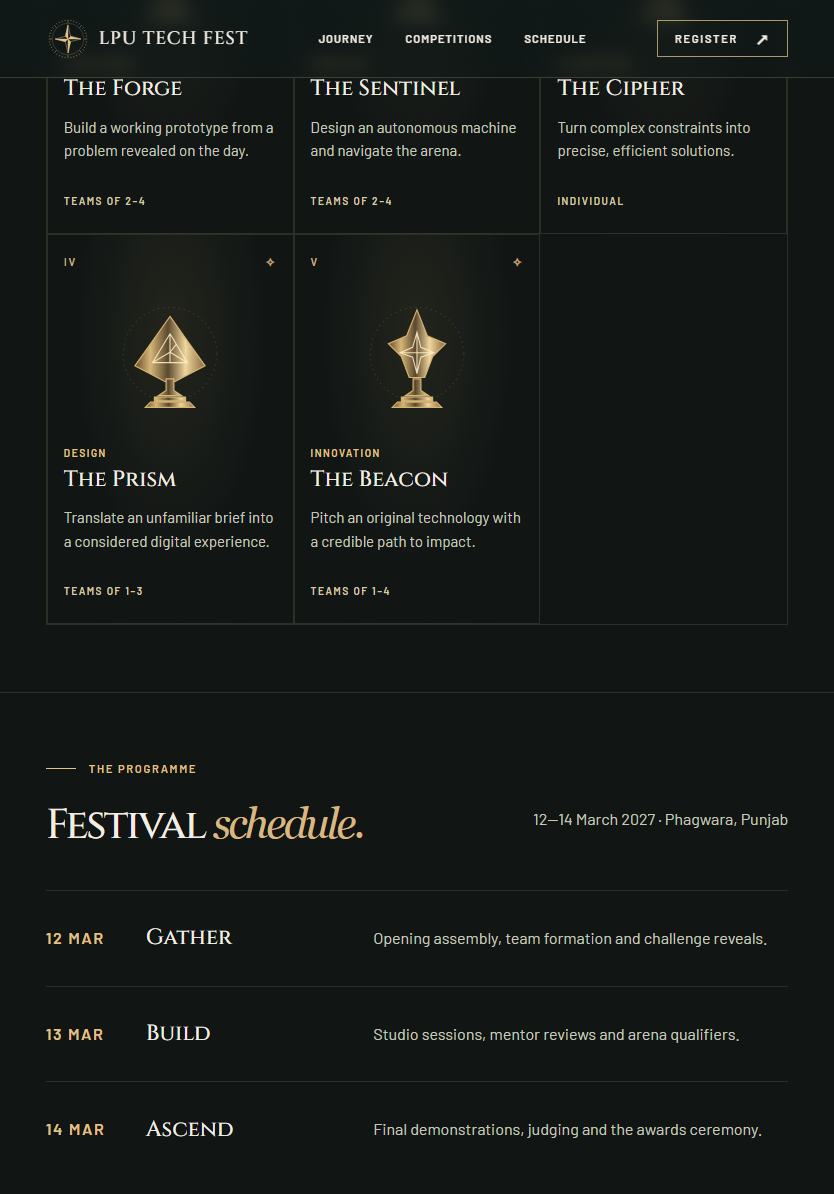 LPU TECH FEST
JOURNEY
COMPETITIONS
SCHEDULE
REGISTER ↗
The Forge
Build a working prototype from a
problem revealed on the day.
TEAMS OF 2–4
The Sentinel
Design an autonomous machine
and navigate the arena.
TEAMS OF 2–4
The Cipher
Turn complex constraints into
precise, efficient solutions.
INDIVIDUAL
IV
DESIGN
The Prism
Translate an unfamiliar brief into
a considered digital experience.
TEAMS OF 1–3
V
INNOVATION
The Beacon
Pitch an original technology with
a credible path to impact.
TEAMS OF 1–4
THE PROGRAMME
Festival schedule.
12—14 March 2027 · Phagwara, Punjab
12 MAR
Gather
Opening assembly, team formation and challenge reveals.
13 MAR
Build
Studio sessions, mentor reviews and arena qualifiers.
14 MAR
Ascend
Final demonstrations, judging and the awards ceremony.